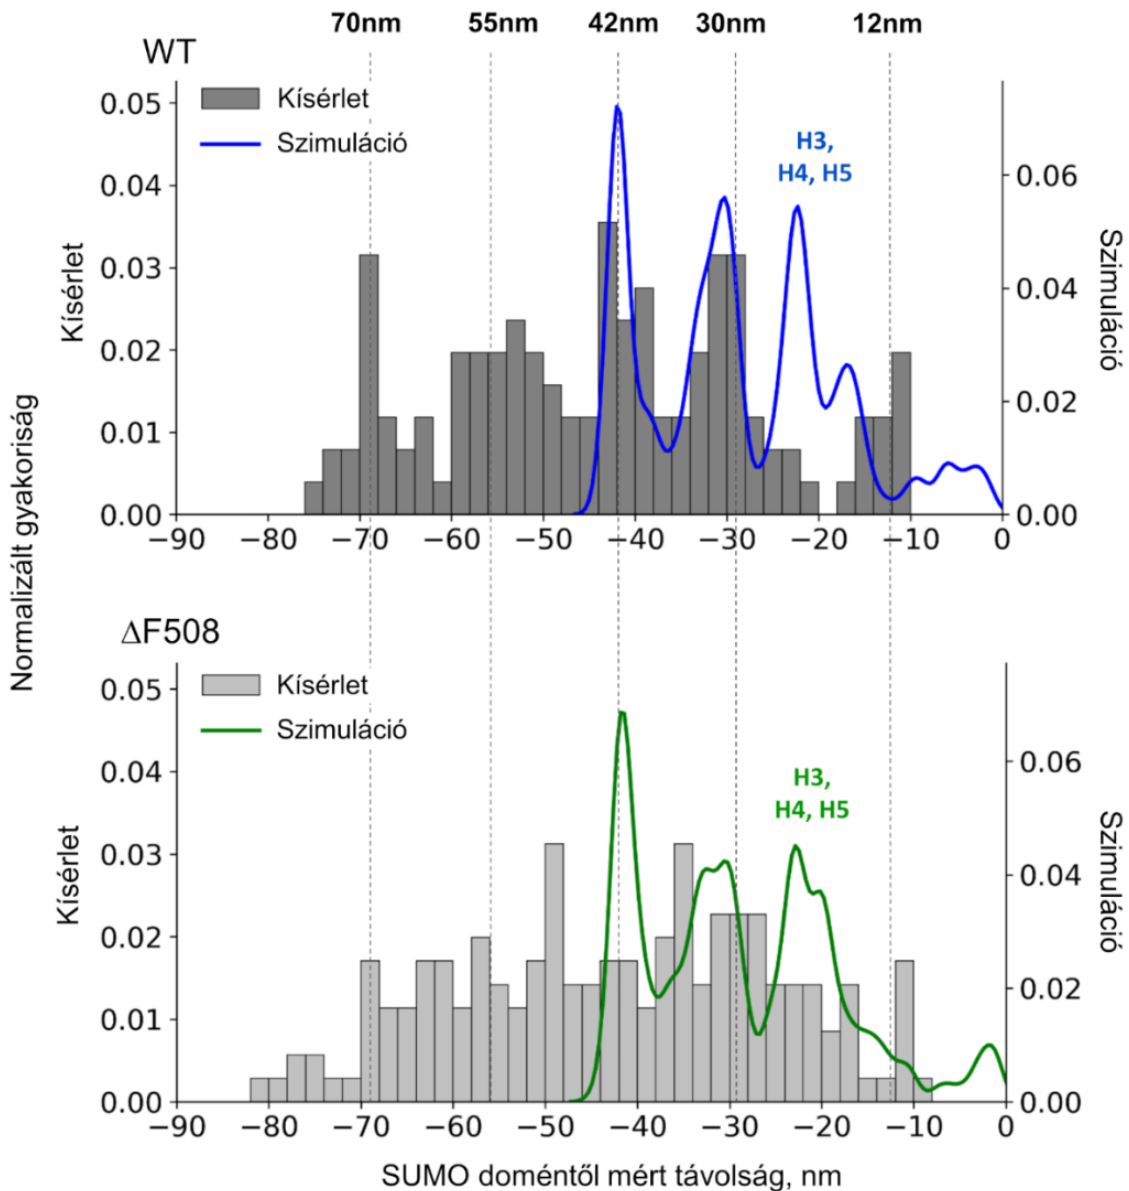 70nm 55nm 42nm 30nm 12nm
WT
Kísérlet
Szimuláció
H3,
H4, H5
0.05
0.04
0.03
0.02
0.01
0.00
Kísérlet
0.06
0.04
0.02
0.00
Szimuláció
−90 −80 −70 −60 −50 −40 −30 −20 −10 0
Normalizált gyakoriság
ΔF508
Kísérlet
Szimuláció
H3,
H4, H5
0.05
0.04
0.03
0.02
0.01
0.00
Kísérlet
0.06
0.04
0.02
0.00
Szimuláció
−90 −80 −70 −60 −50 −40 −30 −20 −10 0
SUMO doméntől mért távolság, nm